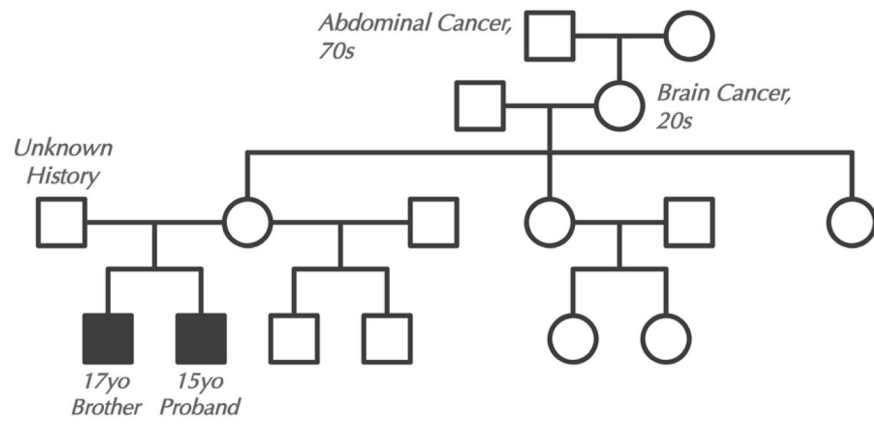 Abdominal Cancer,
70s
Brain Cancer,
20s
Unknown
History
17yo
Brother
15yo
Proband